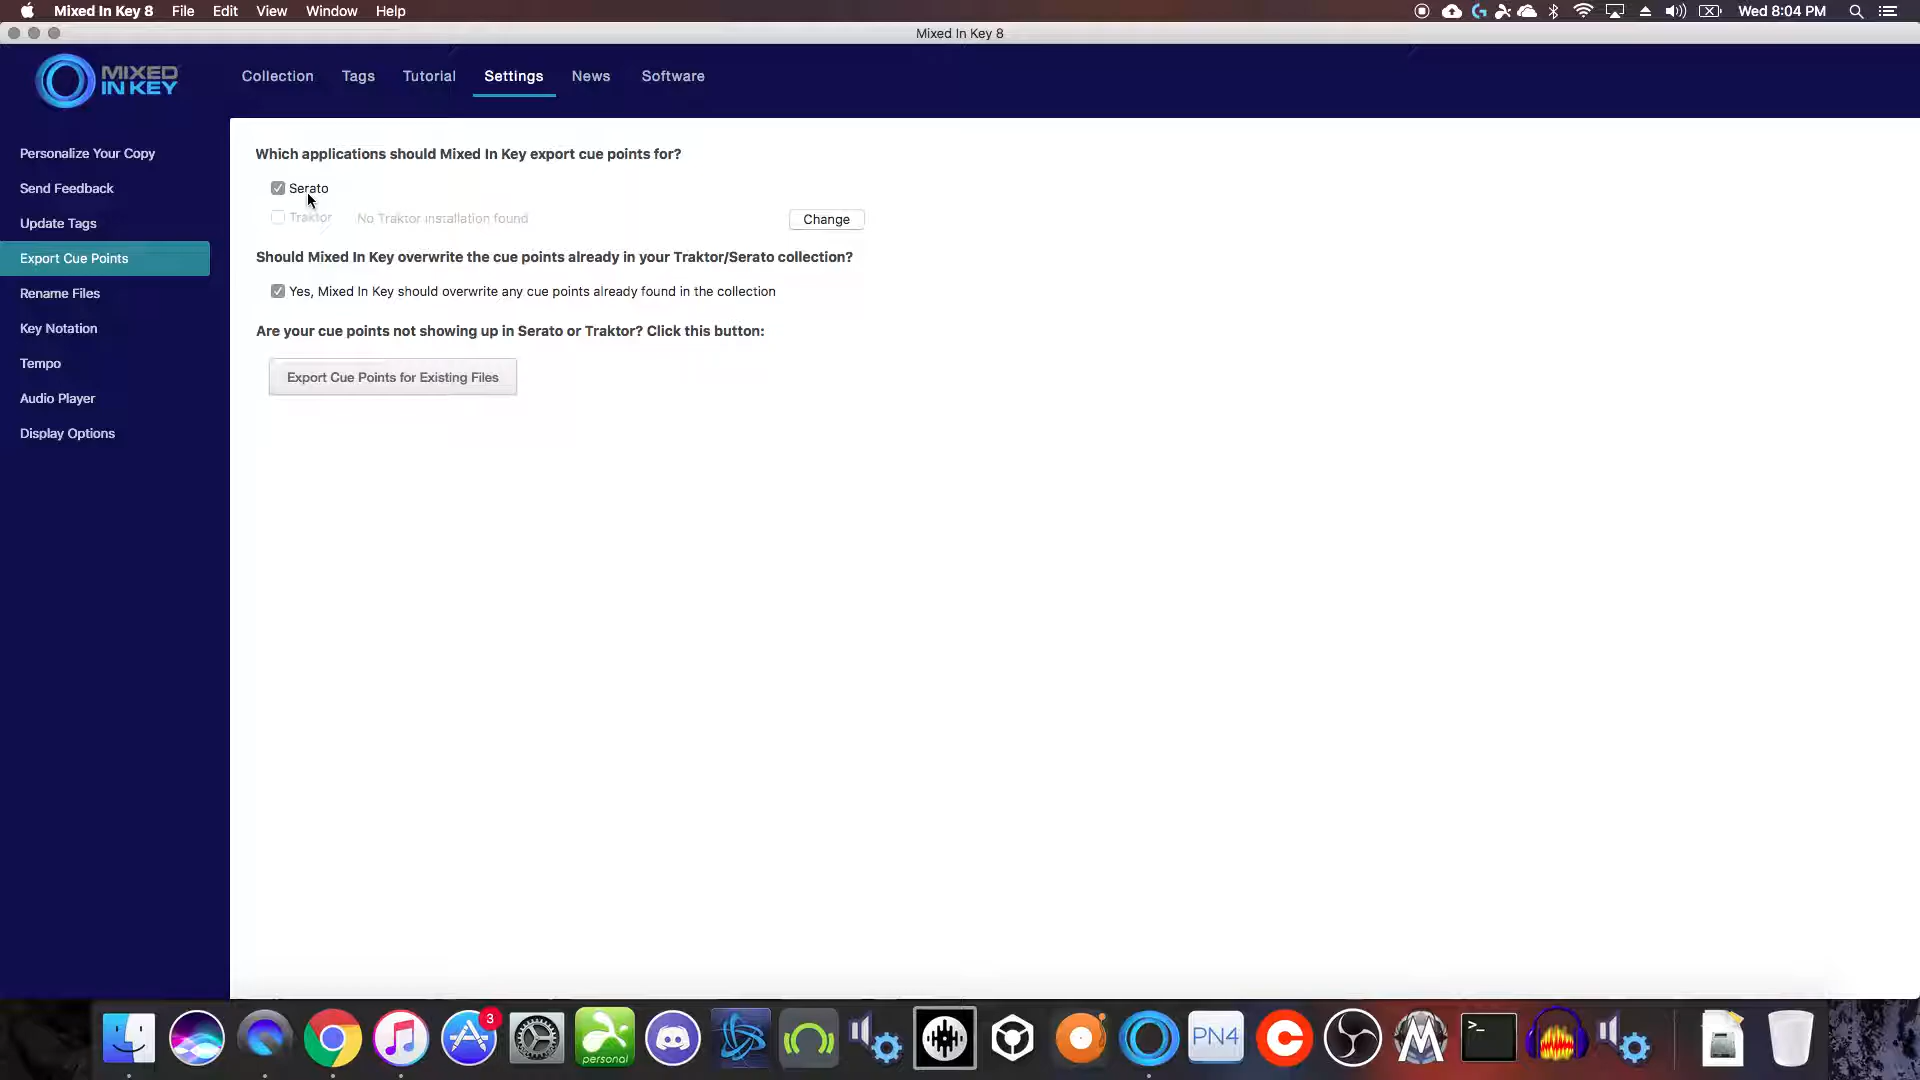 Mixed In Key 8 File Edit View Window Help Wed 8:04 PM
Mixed In Key 8
MIXED IN KEY
Collection Tags Tutorial Settings News Software
Personalize Your Copy
Send Feedback
Update Tags
Export Cue Points
Rename Files
Key Notation
Tempo
Audio Player
Display Options
Which applications should Mixed In Key export cue points for?
Serato
Traktor No Traktor installation found Change
Should Mixed In Key overwrite the cue points already in your Traktor/Serato collection?
Yes, Mixed In Key should overwrite any cue points already found in the collection
Are your cue points not showing up in Serato or Traktor? Click this button:
Export Cue Points for Existing Files
3
personal
PN4
>_